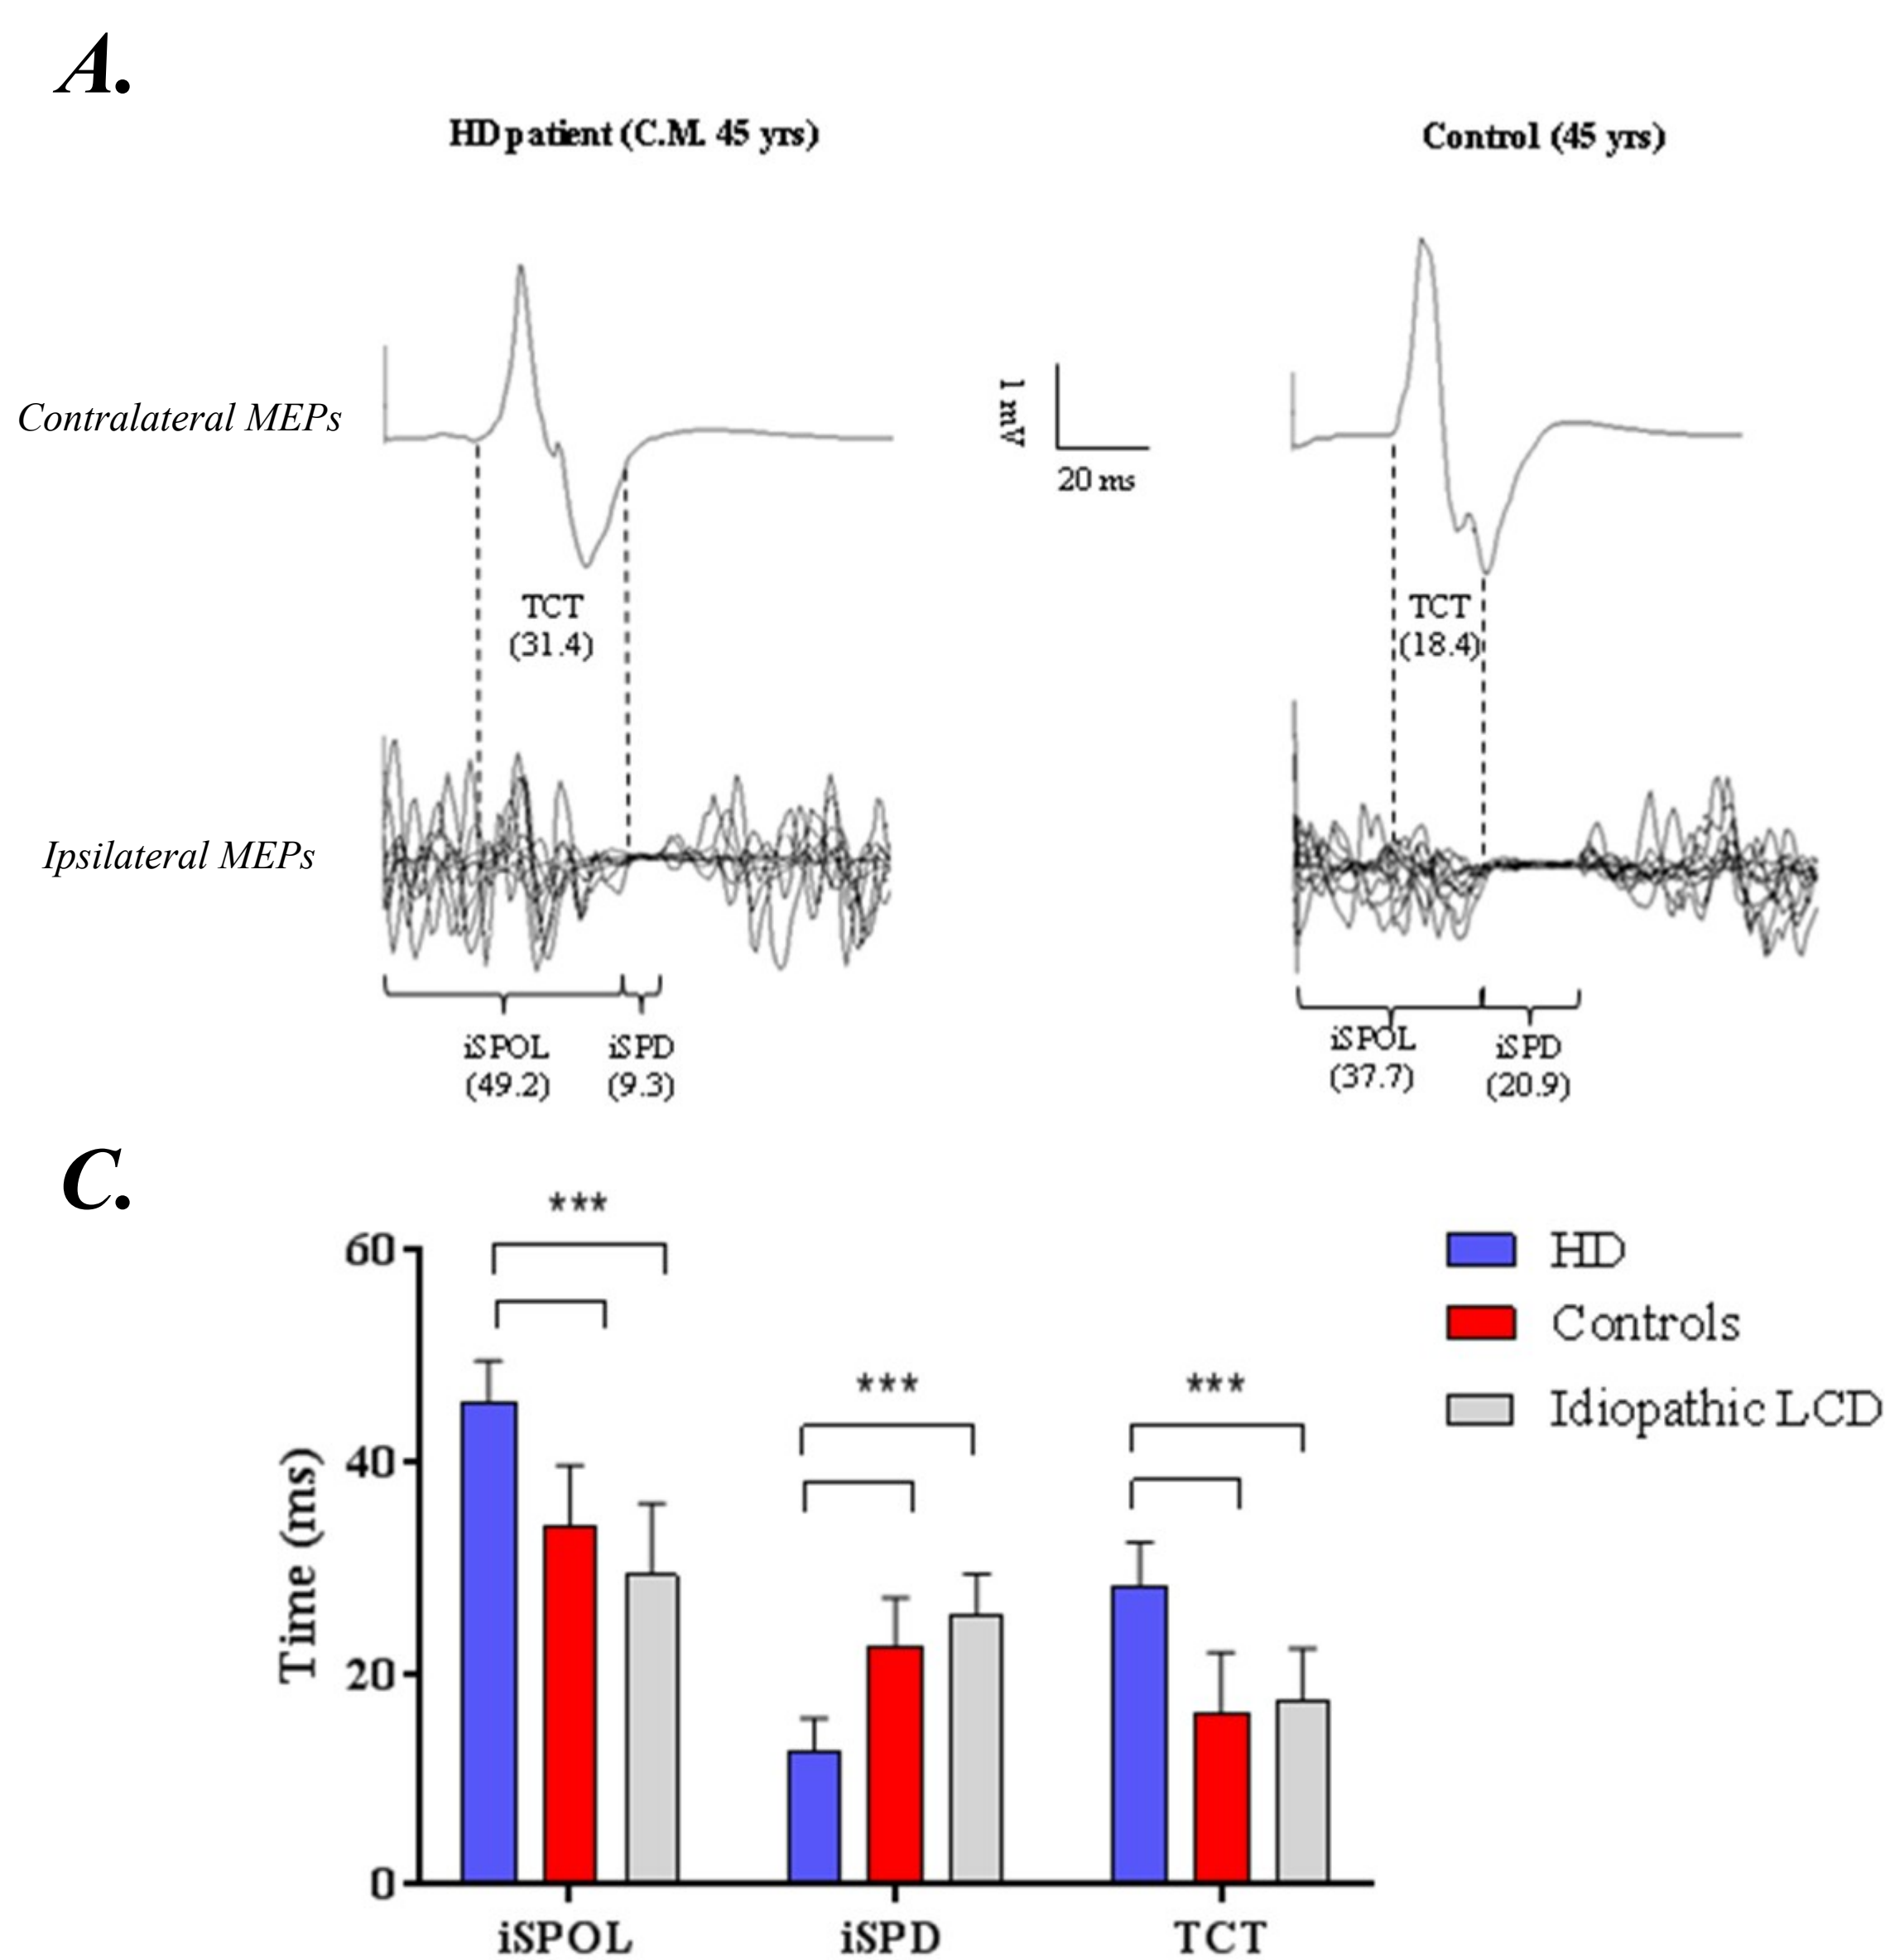 A.
HD patient (C.M. 45 yrs)
Control (45 yrs)
Contralateral MEPs
1 mV
20 ms
TCT
(31.4)
TCT
(18.4)
Ipsilateral MEPs
iSPOL
(49.2)
iSPD
(9.3)
iSPOL
(37.7)
iSPD
(20.9)
C.
***
***
***
60
40
20
0
Time (ms)
iSPOL
iSPD
TCT
HD
Controls
Idiopathic LCD